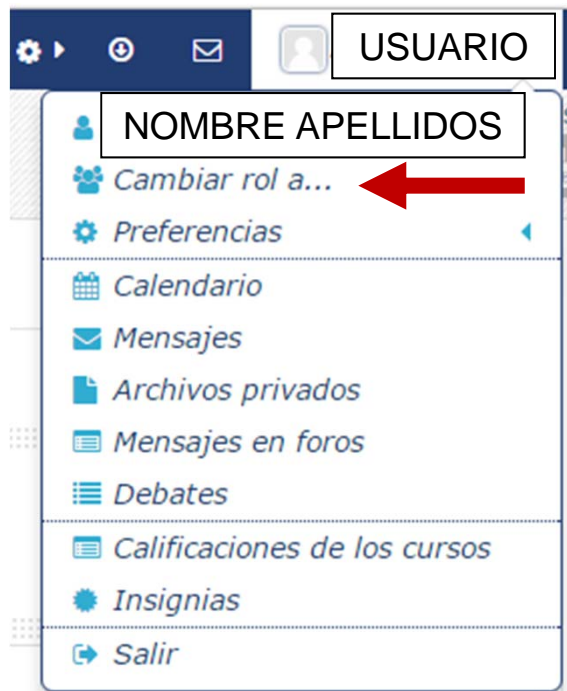 USUARIO
NOMBRE APELLIDOS
Cambiar rol a...
Preferencias
Calendario
Mensajes
Archivos privados
Mensajes en foros
Debates
Calificaciones de los cursos
Insignias
Salir